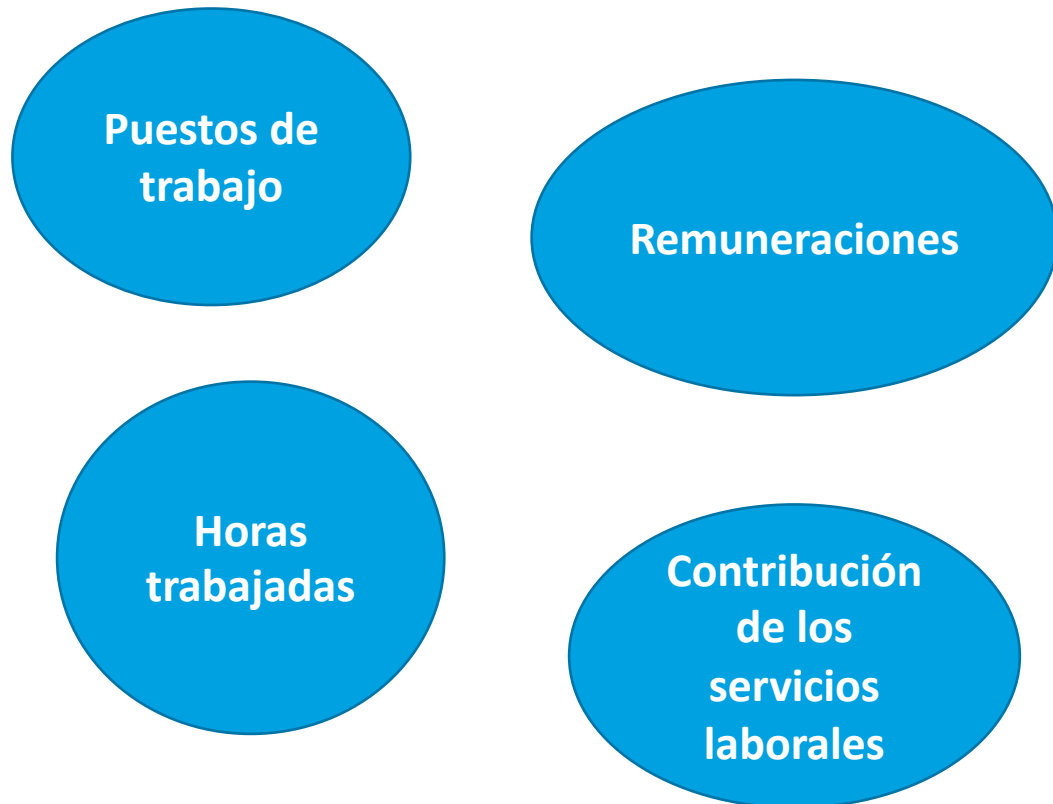 Puestos de
trabajo
Remuneraciones
Horas
trabajadas
Contribución
de los
servicios
laborales